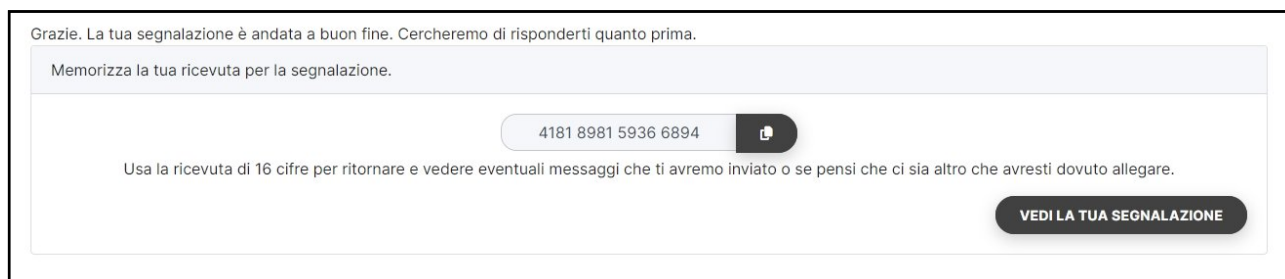 Grazie. La tua segnalazione è andata a buon fine. Cercheremo di risponderti quanto prima.
Memorizza la tua ricevuta per la segnalazione.
4181 8981 5936 6894
Usa la ricevuta di 16 cifre per ritornare e vedere eventuali messaggi che ti avremo inviato o se pensi che ci sia altro che avresti dovuto allegare.
VEDI LA TUA SEGNALAZIONE